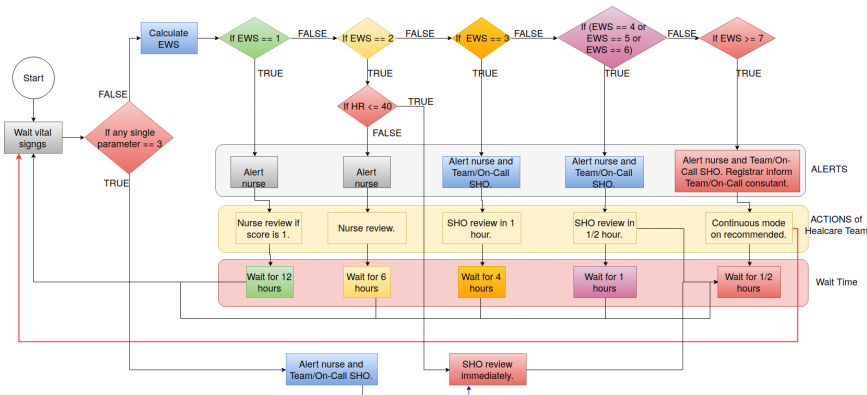 Start
Wait vital
signgs
If any single
parameter == 3
FALSE
TRUE
Calculate
EWS
If EWS == 1
FALSE
TRUE
If EWS == 2
FALSE
TRUE
If HR <= 40
TRUE
FALSE
If EWS == 3
FALSE
TRUE
If (EWS == 4 or
EWS == 5 or
EWS == 6)
FALSE
TRUE
If EWS >= 7
TRUE
Alert
nurse
Alert
nurse
Alert nurse and
Team/On-Call
SHO.
Alert nurse and
Team/On-Call
SHO.
Alert nurse and Team/On-
Call SHO. Registrar inform
Team/On-Call consutant.
ALERTS
Nurse review if
score is 1.
Nurse review.
SHO review in 1
hour.
SHO review in
1/2 hour.
Continuous mode
on recommended.
ACTIONS of
Healcare Team
Wait for 12
hours
Wait for 6
hours
Wait for 4
hours
Wait for 1
hours
Wait for 1/2
hours
Wait Time
Alert nurse and
Team/On-Call SHO.
SHO review
immediately.